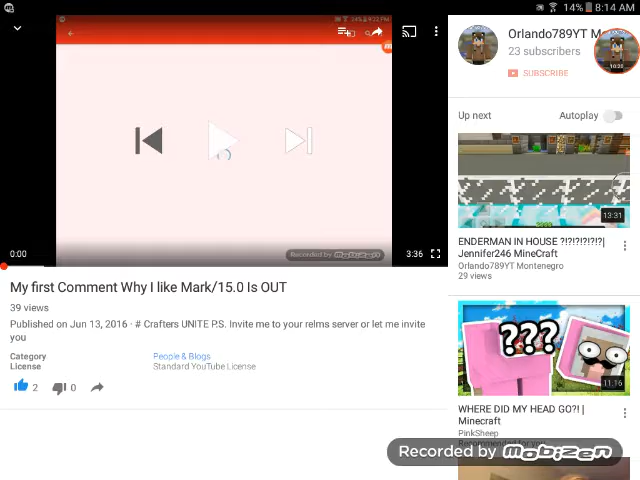 14% 8:14 AM
Recorded by MOBIZEN
0:00
3:36
My first Comment Why I like Mark/15.0 Is OUT
39 views
Published on Jun 13, 2016 · # Crafters UNITE P.S. Invite me to your relms server or let me invite
you
Category People & Blogs
License Standard YouTube License
2 0
Orlando789YT
23 subscribers
SUBSCRIBE
Up next Autoplay
13:31
ENDERMAN IN HOUSE ?!?!?!?!?!|
Jennifer246 MineCraft
Orlando789YT Montenegro
29 views
???
11:16
WHERE DID MY HEAD GO?! |
Minecraft
PinkSheep
Recommended for you
Recorded by MOBIZEN